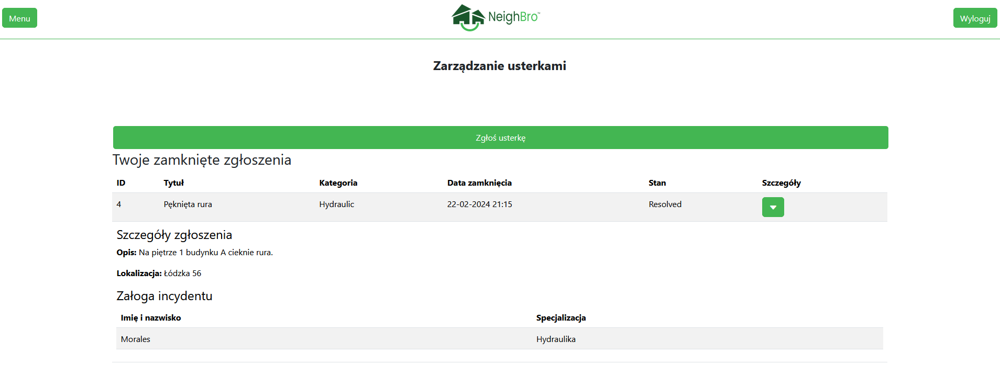 Menu
NeighBro™
Wyloguj
Zarządzanie usterkami
Zgłoś usterkę
Twoje zamknięte zgłoszenia
ID Tytuł Kategoria Data zamknięcia Stan Szczegóły
4 Pęknięta rura Hydraulic 22-02-2024 21:15 Resolved
Szczegóły zgłoszenia
Opis: Na piętrze 1 budynku A cieknie rura.
Lokalizacja: Łódzka 56
Załoga incydentu
Imię i nazwisko Specjalizacja
Morales Hydraulika